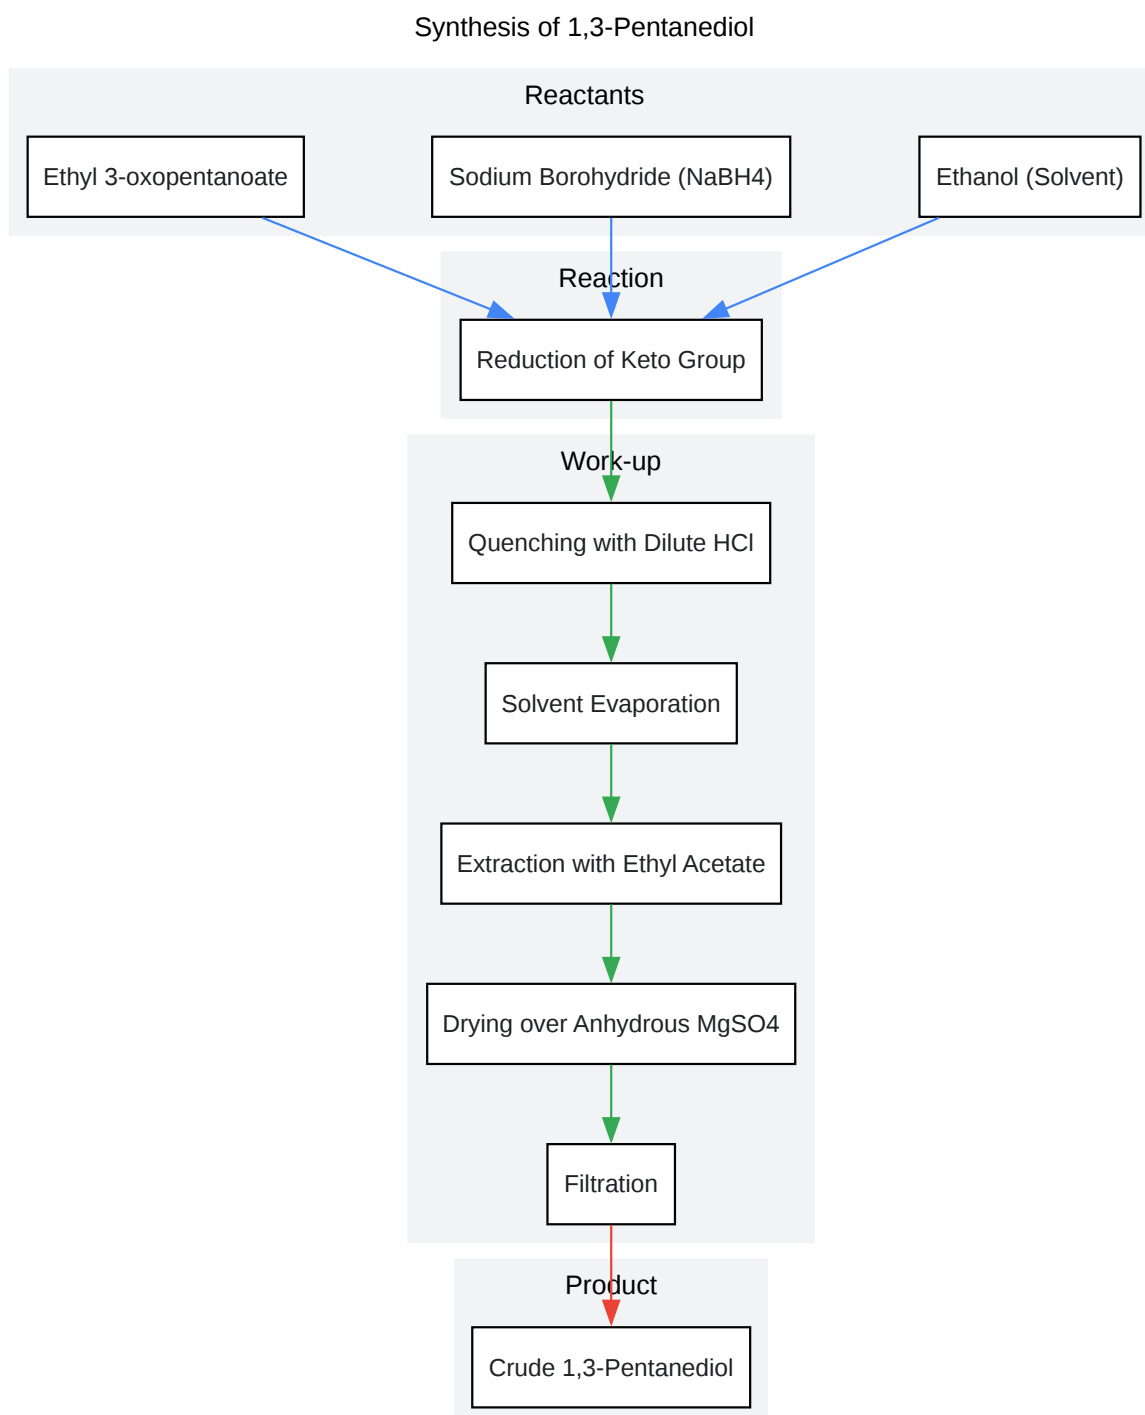 Synthesis of 1,3-Pentanediol
Reactants
Ethyl 3-oxopentanoate
Sodium Borohydride (NaBH4)
Ethanol (Solvent)
Reaction
Reduction of Keto Group
Work-up
Quenching with Dilute HCl
Solvent Evaporation
Extraction with Ethyl Acetate
Drying over Anhydrous MgSO4
Filtration
Product
Crude 1,3-Pentanediol